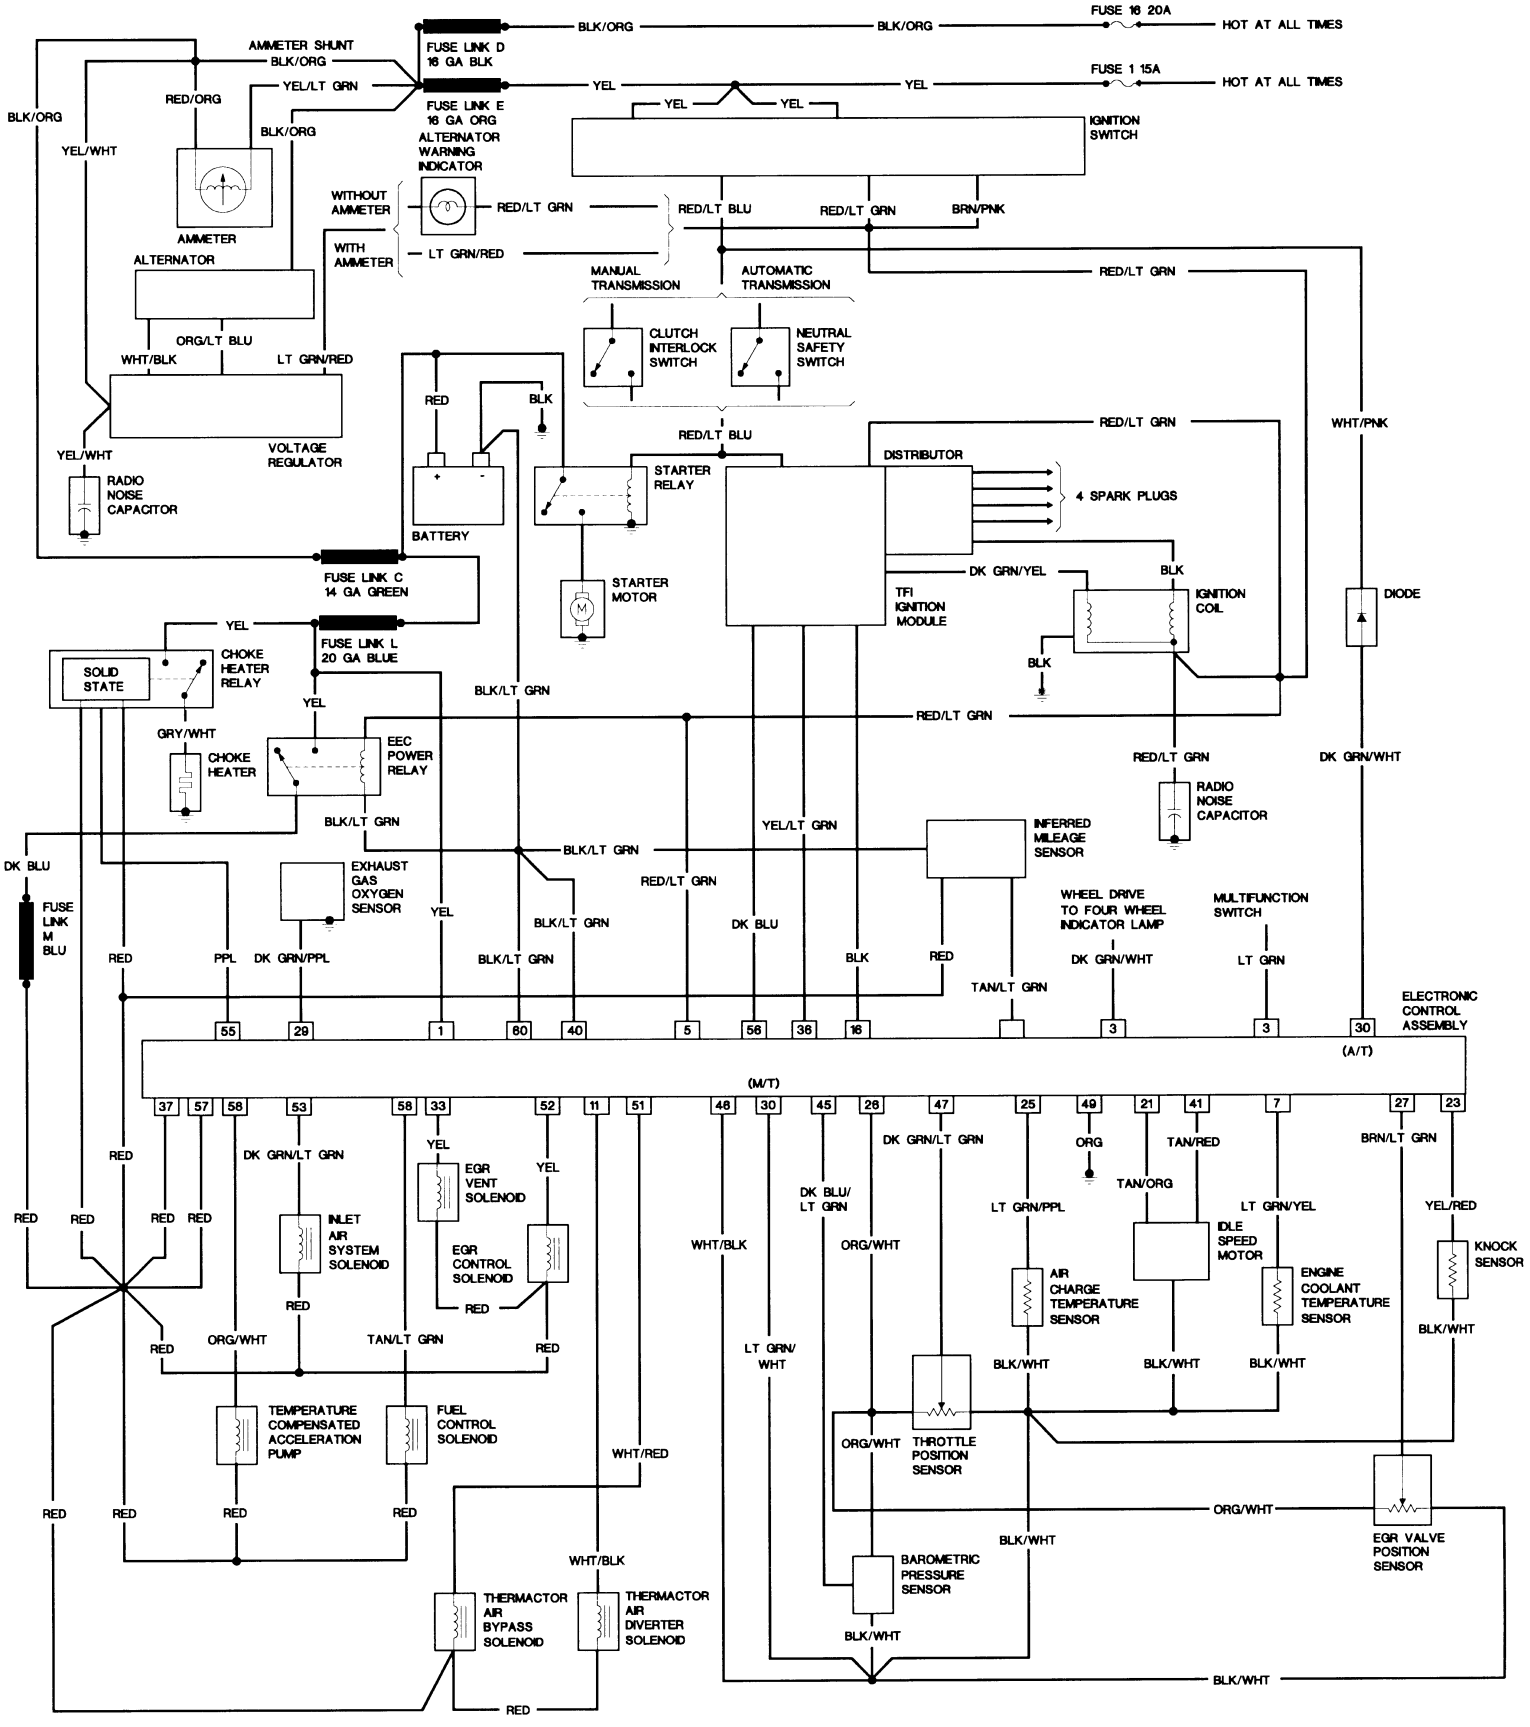 FUSE 16 20A
BLK/ORG
BLK/ORG
HOT AT ALL TIMES
AMMETER SHUNT
BLK/ORG
FUSE LINK D
16 GA BLK
FUSE 1 15A
YEL/LT GRN
YEL
YEL
HOT AT ALL TIMES
RED/ORG
BLK/ORG
YEL
YEL
FUSE LINK E
16 GA ORG
BLK/ORG
IGNITION
SWITCH
ALTERNATOR
WARNING
INDICATOR
YEL/WHT
WITHOUT
AMMETER
RED/LT GRN
RED/LT BLU
RED/LT GRN
BRN/PNK
AMMETER
WITH
AMMETER
LT GRN/RED
ALTERNATOR
MANUAL
TRANSMISSION
AUTOMATIC
TRANSMISSION
RED/LT GRN
ORG/LT BLU
WHT/BLK
LT GRN/RED
CLUTCH
INTERLOCK
SWITCH
NEUTRAL
SAFETY
SWITCH
RED
BLK
RED/LT BLU
RED/LT GRN
WHT/PNK
VOLTAGE
REGULATOR
YEL/WHT
RADIO
NOISE
CAPACITOR
+
-
BATTERY
STARTER
RELAY
DISTRIBUTOR
4 SPARK PLUGS
FUSE LINK C
14 GA GREEN
M
STARTER
MOTOR
DK GRN/YEL
BLK
TFI
IGNITION
MODULE
IGNITION
COIL
DIODE
YEL
FUSE LINK L
20 GA BLUE
CHOKE
HEATER
RELAY
SOLID
STATE
BLK
YEL
BLK/LT GRN
RED/LT GRN
GRY/WHT
EEC
POWER
RELAY
CHOKE
HEATER
RED/LT GRN
DK GRN/WHT
RADIO
NOISE
CAPACITOR
BLK/LT GRN
YEL/LT GRN
INFERRED
MILEAGE
SENSOR
BLK/LT GRN
DK BLU
EXHAUST
GAS
OXYGEN
SENSOR
RED/LT GRN
WHEEL DRIVE
TO FOUR WHEEL
INDICATOR LAMP
MULTIFUNCTION
SWITCH
FUSE
LINK
M
BLU
YEL
BLK/LT GRN
DK BLU
RED
PPL
DK GRN/PPL
BLK/LT GRN
BLK
RED
DK GRN/WHT
LT GRN
TAN/LT GRN
ELECTRONIC
CONTROL
ASSEMBLY
55
29
1
60
40
5
56
36
16
3
3
30
(A/T)
(M/T)
37
57
58
53
58
33
52
11
51
46
30
45
26
47
25
49
21
41
7
27
23
RED
DK GRN/LT GRN
YEL
YEL
DK GRN/LT GRN
ORG
TAN/RED
BRN/LT GRN
EGR
VENT
SOLENOID
DK BLU/
LT GRN
LT GRN/PPL
TAN/ORG
LT GRN/YEL
YEL/RED
RED
RED
RED
RED
INLET
AIR
SYSTEM
SOLENOID
EGR
CONTROL
SOLENOID
WHT/BLK
ORG/WHT
IDLE
SPEED
MOTOR
KNOCK
SENSOR
AIR
CHARGE
TEMPERATURE
SENSOR
ENGINE
COOLANT
TEMPERATURE
SENSOR
RED
RED
BLK/WHT
ORG/WHT
TAN/LT GRN
RED
RED
LT GRN/
WHT
BLK/WHT
BLK/WHT
BLK/WHT
TEMPERATURE
COMPENSATED
ACCELERATION
PUMP
FUEL
CONTROL
SOLENOID
WHT/RED
ORG/WHT
THROTTLE
POSITION
SENSOR
RED
RED
RED
RED
ORG/WHT
BLK/WHT
EGR VALVE
POSITION
SENSOR
WHT/BLK
BAROMETRIC
PRESSURE
SENSOR
THERMACTOR
AIR
BYPASS
SOLENOID
THERMACTOR
AIR
DIVERTER
SOLENOID
BLK/WHT
BLK/WHT
RED